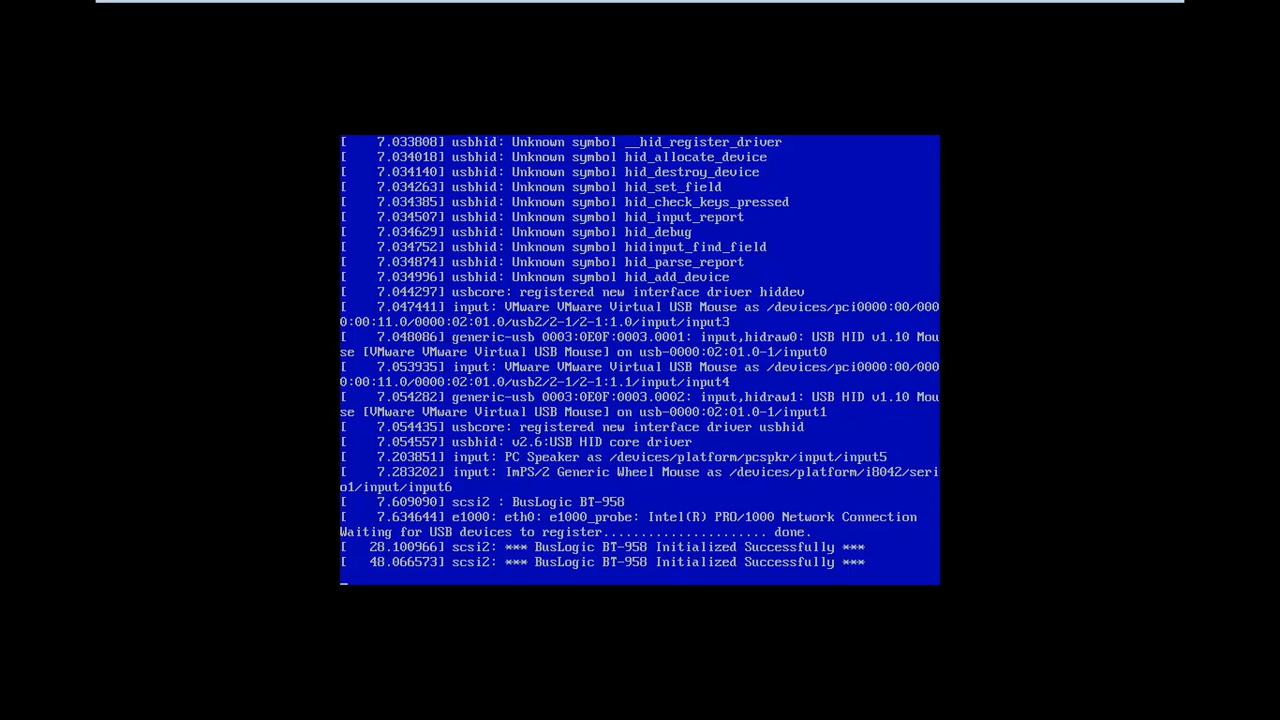 [    7.033808] usbhid: Unknown symbol __hid_register_driver
[    7.034018] usbhid: Unknown symbol hid_allocate_device
[    7.034140] usbhid: Unknown symbol hid_destroy_device
[    7.034263] usbhid: Unknown symbol hid_set_field
[    7.034385] usbhid: Unknown symbol hid_check_keys_pressed
[    7.034507] usbhid: Unknown symbol hid_input_report
[    7.034629] usbhid: Unknown symbol hid_debug
[    7.034752] usbhid: Unknown symbol hidinput_find_field
[    7.034874] usbhid: Unknown symbol hid_parse_report
[    7.034996] usbhid: Unknown symbol hid_add_device
[    7.044297] usbcore: registered new interface driver hiddev
[    7.047441] input: VMware VMware Virtual USB Mouse as /devices/pci0000:00/000
0:00:11.0/0000:02:01.0/usb2/2-1/2-1:1.0/input/input3
[    7.048086] generic-usb 0003:0E0F:0003.0001: input,hidraw0: USB HID v1.10 Mou
se [VMware VMware Virtual USB Mouse] on usb-0000:02:01.0-1/input0
[    7.053935] input: VMware VMware Virtual USB Mouse as /devices/pci0000:00/000
0:00:11.0/0000:02:01.0/usb2/2-1/2-1:1.1/input/input4
[    7.054282] generic-usb 0003:0E0F:0003.0002: input,hidraw1: USB HID v1.10 Mou
se [VMware VMware Virtual USB Mouse] on usb-0000:02:01.0-1/input1
[    7.054435] usbcore: registered new interface driver usbhid
[    7.054557] usbhid: v2.6:USB HID core driver
[    7.203851] input: PC Speaker as /devices/platform/pcspkr/input/input5
[    7.283202] input: ImPS/2 Generic Wheel Mouse as /devices/platform/i8042/seri
o1/input/input6
[    7.609090] scsi2 : BusLogic BT-958
[    7.634644] e1000: eth0: e1000_probe: Intel(R) PRO/1000 Network Connection
Waiting for USB devices to register...................... done.
[   28.100966] scsi2: *** BusLogic BT-958 Initialized Successfully ***
[   48.066573] scsi2: *** BusLogic BT-958 Initialized Successfully ***